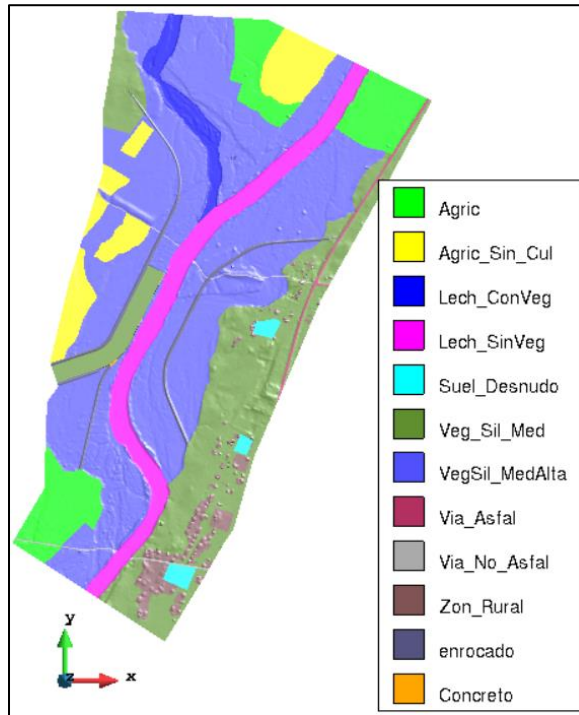 Agric
Agric_Sin_Cul
Lech_ConVeg
Lech_SinVeg
Suel_Desnudo
Veg_Sil_Med
VegSil_MedAlta
Via_Asfal
Via_No_Asfal
Zon_Rural
enrocado
Concreto
y
z
x